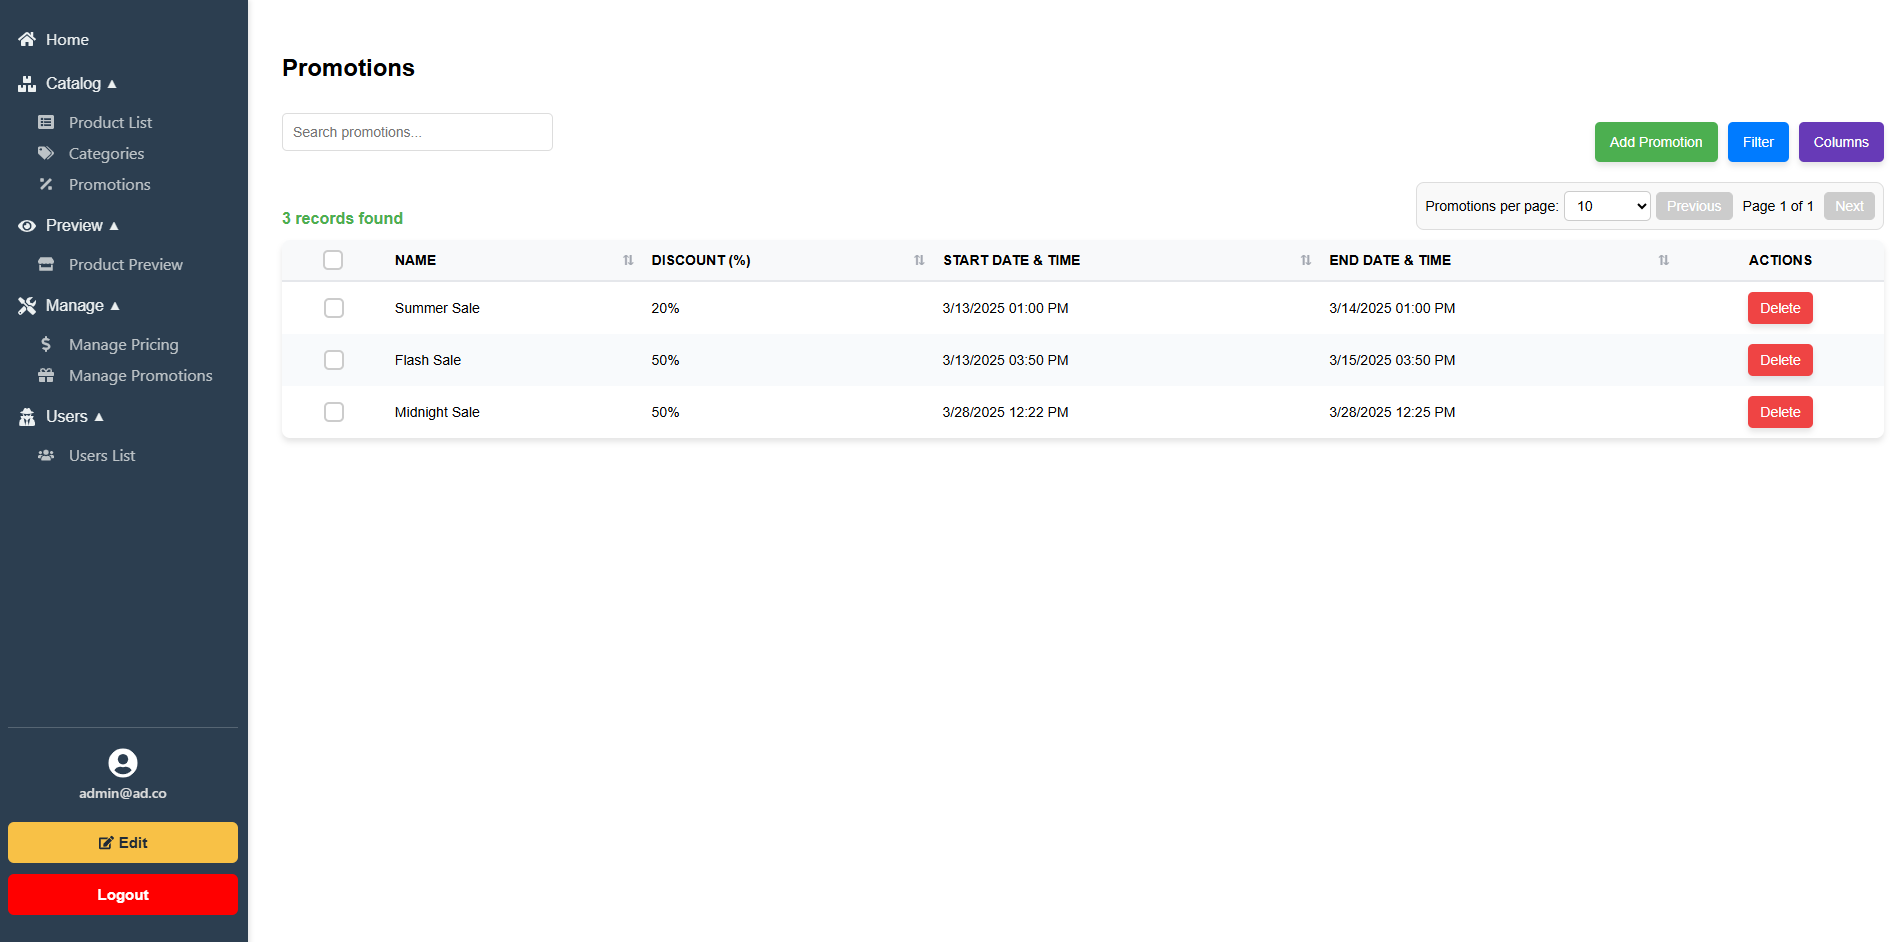 Home
Catalog ▲
Product List
Categories
Promotions
Preview ▲
Product Preview
Manage ▲
Manage Pricing
Manage Promotions
Users ▲
Users List
admin@ad.co
Edit
Logout
Promotions
Search promotions...
Add Promotion Filter Columns
3 records found
Promotions per page: 10 Previous Page 1 of 1 Next
NAME DISCOUNT (%) START DATE & TIME END DATE & TIME ACTIONS
Summer Sale 20% 3/13/2025 01:00 PM 3/14/2025 01:00 PM Delete
Flash Sale 50% 3/13/2025 03:50 PM 3/15/2025 03:50 PM Delete
Midnight Sale 50% 3/28/2025 12:22 PM 3/28/2025 12:25 PM Delete